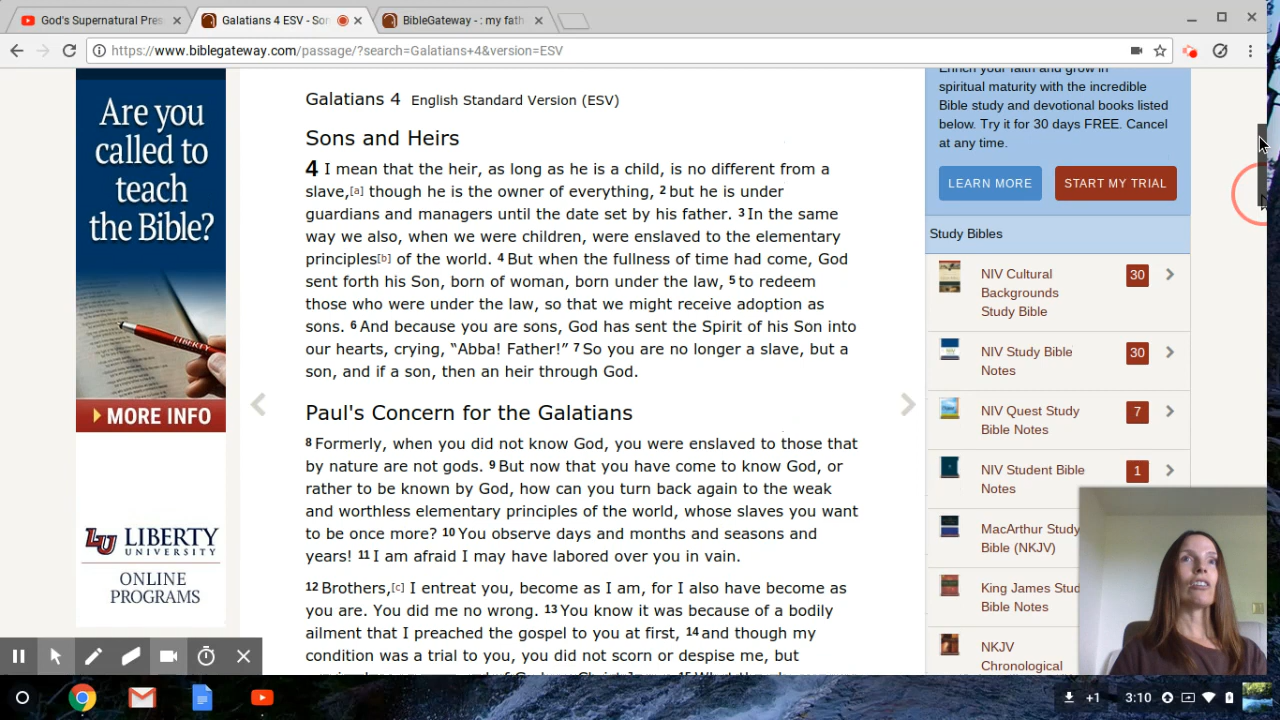 God's Supernatural Pres
Galatians 4 ESV - Son
BibleGateway - : my fath
https://www.biblegateway.com/passage/?search=Galatians+4&version=ESV
Are you
called to
teach
the Bible?
LIBERTY
MORE INFO
LU LIBERTY
UNIVERSITY
ONLINE
PROGRAMS
Galatians 4 English Standard Version (ESV)
Sons and Heirs
4 I mean that the heir, as long as he is a child, is no different from a
slave,[a] though he is the owner of everything, 2 but he is under
guardians and managers until the date set by his father. 3 In the same
way we also, when we were children, were enslaved to the elementary
principles[b] of the world. 4 But when the fullness of time had come, God
sent forth his Son, born of woman, born under the law, 5 to redeem
those who were under the law, so that we might receive adoption as
sons. 6 And because you are sons, God has sent the Spirit of his Son into
our hearts, crying, “Abba! Father!” 7 So you are no longer a slave, but a
son, and if a son, then an heir through God.
Paul's Concern for the Galatians
8 Formerly, when you did not know God, you were enslaved to those that
by nature are not gods. 9 But now that you have come to know God, or
rather to be known by God, how can you turn back again to the weak
and worthless elementary principles of the world, whose slaves you want
to be once more? 10 You observe days and months and seasons and
years! 11 I am afraid I may have labored over you in vain.
12 Brothers,[c] I entreat you, become as I am, for I also have become as
you are. You did me no wrong. 13 You know it was because of a bodily
ailment that I preached the gospel to you at first, 14 and though my
condition was a trial to you, you did not scorn or despise me, but
Enrich your faith and grow in
spiritual maturity with the incredible
Bible study and devotional books listed
below. Try it for 30 days FREE. Cancel
at any time.
LEARN MORE
START MY TRIAL
Study Bibles
NIV Cultural 30
Backgrounds
Study Bible
NIV Study Bible 30
Notes
NIV Quest Study 7
Bible Notes
NIV Student Bible 1
Notes
MacArthur Study
Bible (NKJV)
King James Stud
Bible Notes
NKJV
Chronological
+1 3:10